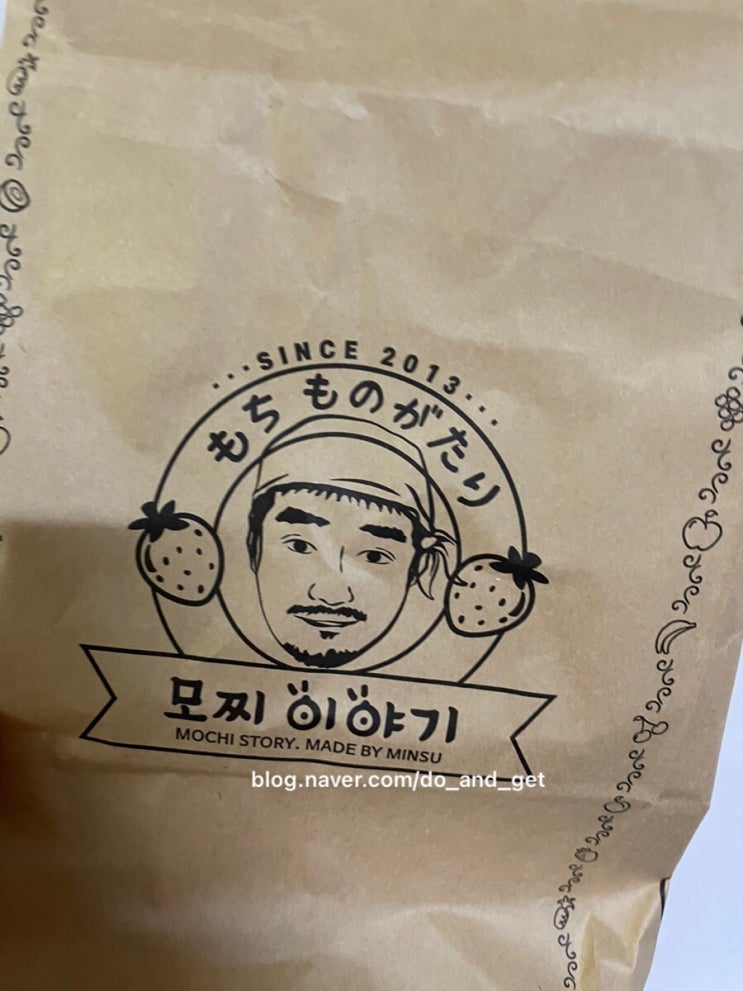 ···SINCE 2013···
もち ものがたり
모찌 이야기
MOCHI STORY. MADE BY MINSU
blog.naver.com/do_and_get